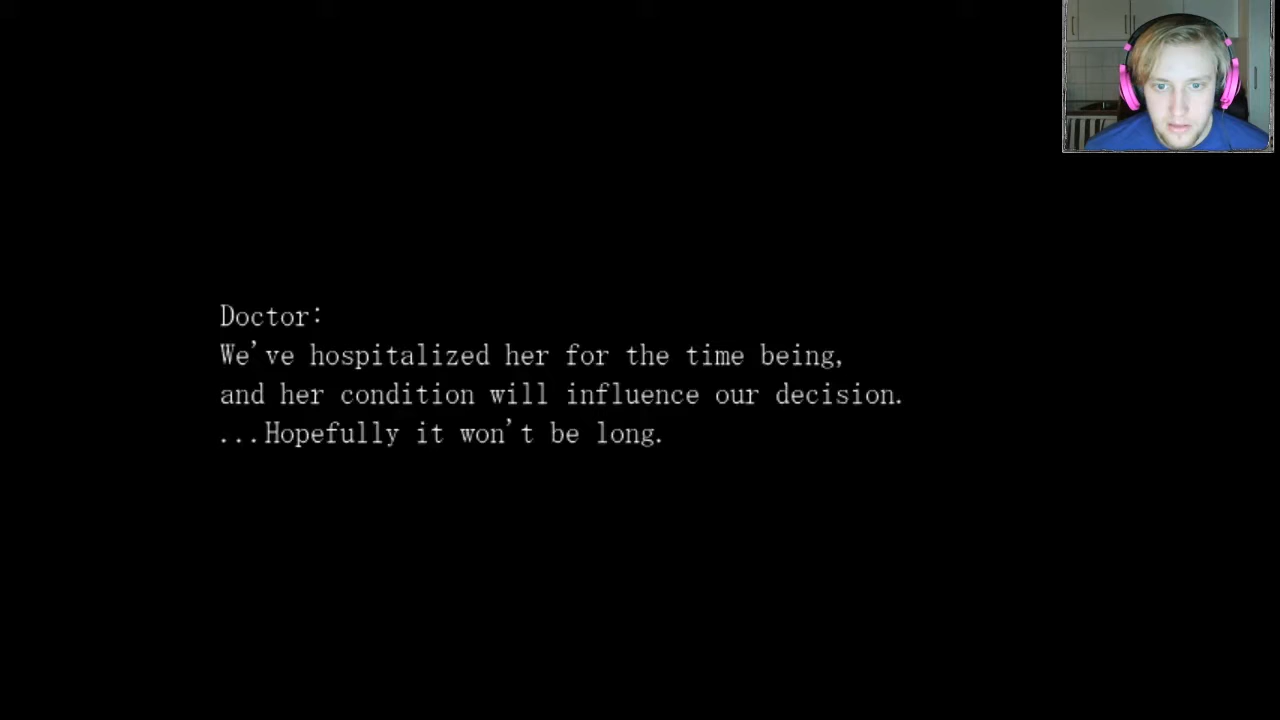 Doctor:
We've hospitalized her for the time being,
and her condition will influence our decision.
...Hopefully it won't be long.